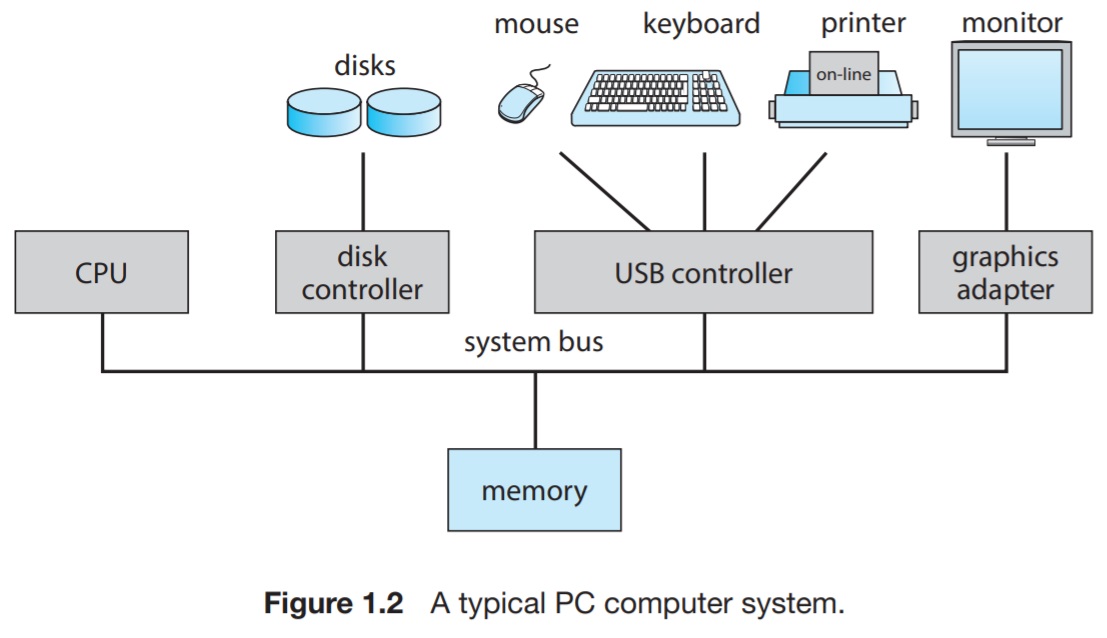 mouse
keyboard
printer
monitor
disks
on-line
CPU
disk
controller
USB controller
graphics
adapter
system bus
memory
Figure 1.2 A typical PC computer system.